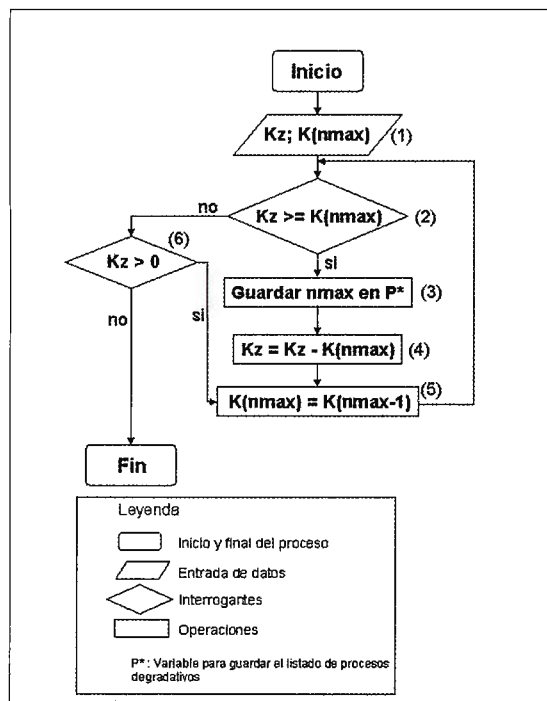 Inicio
Kz; K(nmax) (1)
Kz >= K(nmax) (2)
no
si
Kz > 0 (6)
no
si
Guardar nmax en P* (3)
Kz = Kz - K(nmax) (4)
K(nmax) = K(nmax-1) (5)
Fin
Leyenda
Inicio y final del proceso
Entrada de datos
Interrogantes
Operaciones
P* : Variable para guardar el listado de procesos
degradativos